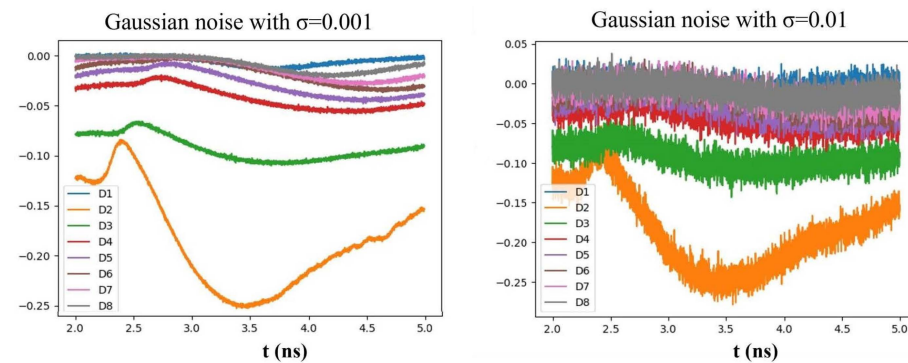 Gaussian noise with σ=0.001
0.00
−0.05
−0.10
−0.15
−0.20
−0.25
D1
D2
D3
D4
D5
D6
D7
D8
2.0 2.5 3.0 3.5 4.0 4.5 5.0
t (ns)
Gaussian noise with σ=0.01
0.05
0.00
−0.05
−0.10
−0.15
−0.20
−0.25
D1
D2
D3
D4
D5
D6
D7
D8
2.0 2.5 3.0 3.5 4.0 4.5 5.0
t (ns)